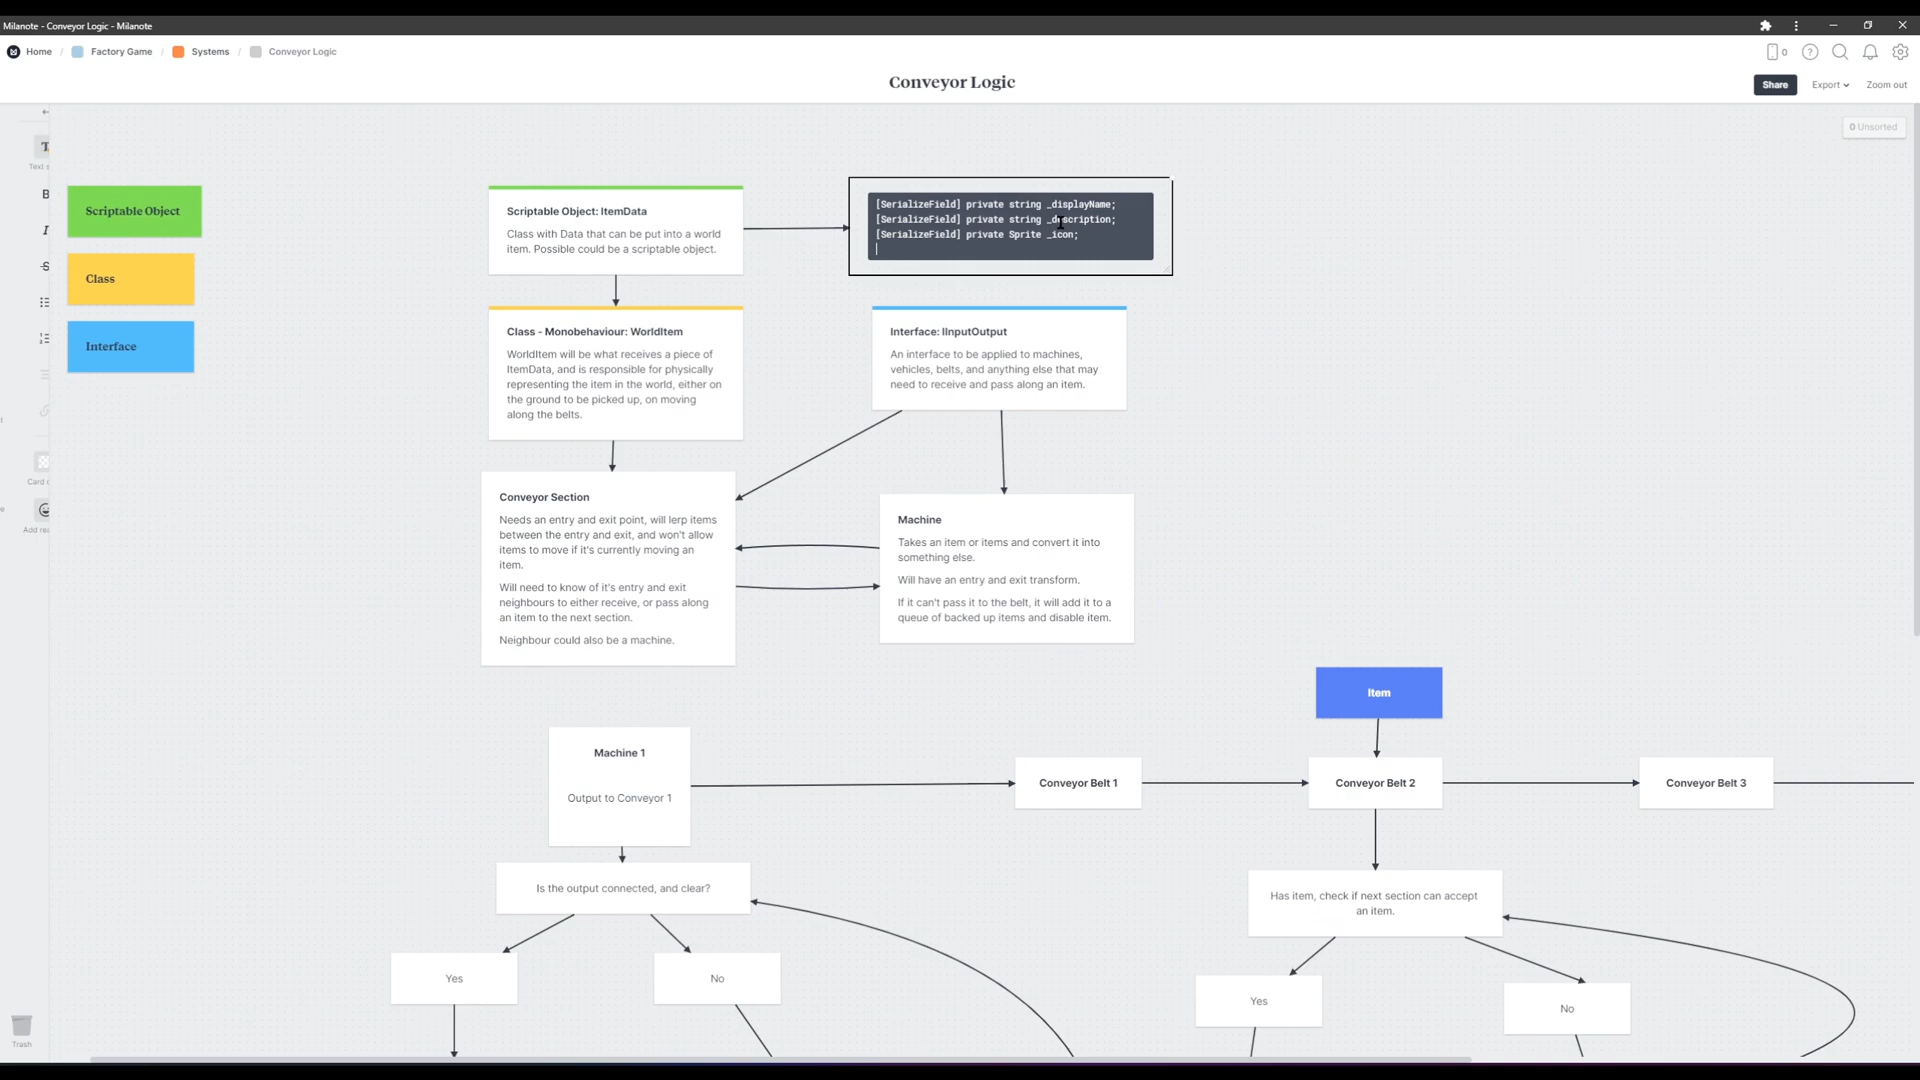 Milanote - Conveyor Logic - Milanote
Home / Factory Game / Systems / Conveyor Logic
0
Conveyor Logic
Share
Export
Zoom out
0 Unsorted
Text s
B
I
S
Card c
Add rea
Trash
Scriptable Object
Class
Interface
Scriptable Object: ItemData
Class with Data that can be put into a world
item. Possible could be a scriptable object.
[SerializeField] private string _displayName;
[SerializeField] private string _description;
[SerializeField] private Sprite _icon;
Class - Monobehaviour: WorldItem
WorldItem will be what receives a piece of
ItemData, and is responsible for physically
representing the item in the world, either on
the ground to be picked up, on moving
along the belts.
Interface: IInputOutput
An interface to be applied to machines,
vehicles, belts, and anything else that may
need to receive and pass along an item.
Conveyor Section
Needs an entry and exit point, will lerp items
between the entry and exit, and won't allow
items to move if it's currently moving an
item.
Will need to know of it's entry and exit
neighbours to either receive, or pass along
an item to the next section.
Neighbour could also be a machine.
Machine
Takes an item or items and convert it into
something else.
Will have an entry and exit transform.
If it can't pass it to the belt, it will add it to a
queue of backed up items and disable item.
Item
Machine 1
Output to Conveyor 1
Conveyor Belt 1
Conveyor Belt 2
Conveyor Belt 3
Is the output connected, and clear?
Has item, check if next section can accept
an item.
Yes
No
Yes
No